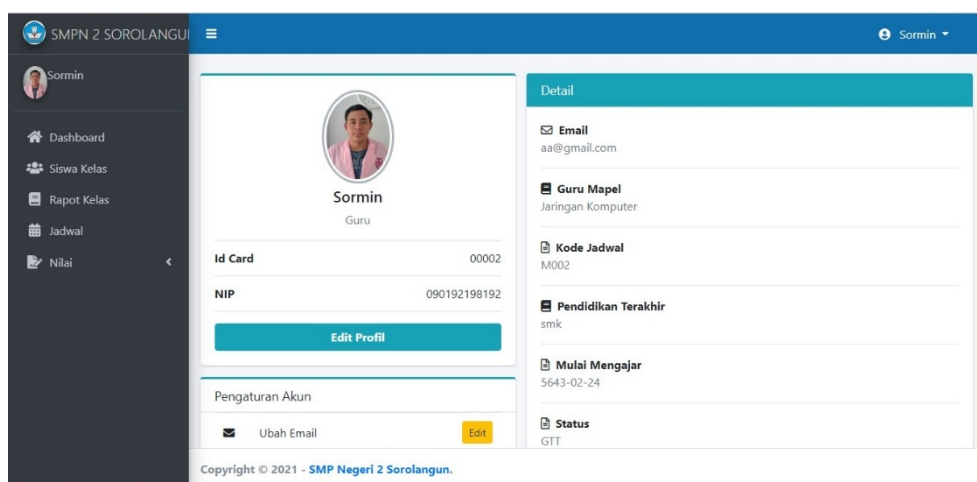 SMPN 2 SOROLANGU
Sormin
Sormin
Dashboard
Siswa Kelas
Rapot Kelas
Jadwal
Nilai
Sormin
Guru
Id Card 00002
NIP 090192198192
Edit Profil
Pengaturan Akun
Ubah Email Edit
Detail
Email
aa@gmail.com
Guru Mapel
Jaringan Komputer
Kode Jadwal
M002
Pendidikan Terakhir
smk
Mulai Mengajar
5643-02-24
Status
GTT
Copyright © 2021 - SMP Negeri 2 Sorolangun.